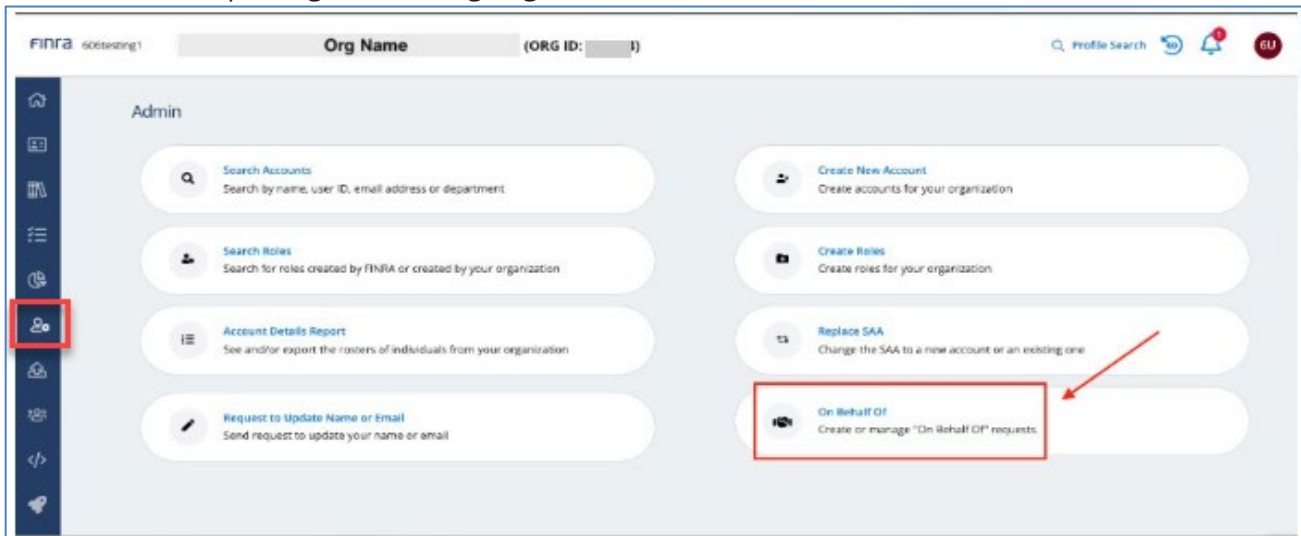 FINRA 606testing1 Org Name (ORG ID: ) Profile Search 6U
Admin
Search Accounts
Search by name, user ID, email address or department
Create New Account
Create accounts for your organization
Search Roles
Search for roles created by FINRA or created by your organization
Create Roles
Create roles for your organization
Account Details Report
See and/or export the rosters of individuals from your organization
Replace SAA
Change the SAA to a new account or an existing one
Request to Update Name or Email
Send request to update your name or email
On Behalf Of
Create or manage "On Behalf Of" requests.